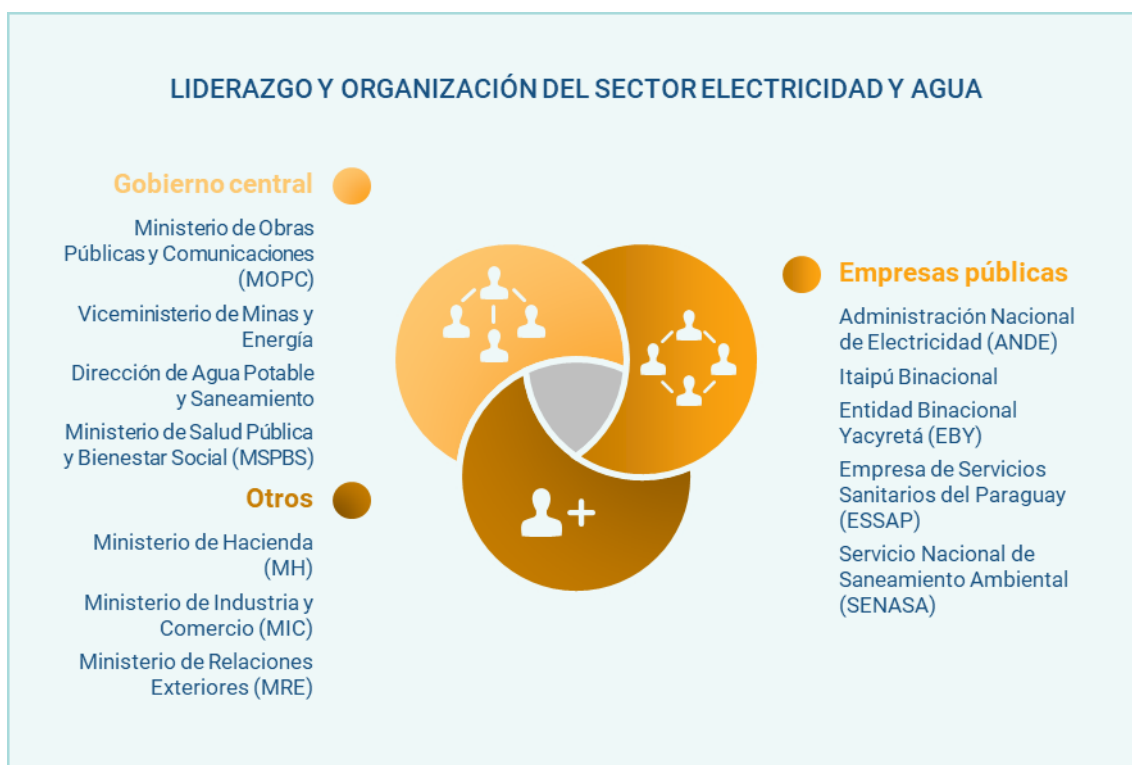 LIDERAZGO Y ORGANIZACIÓN DEL SECTOR ELECTRICIDAD Y AGUA
Gobierno central
Ministerio de Obras
Públicas y Comunicaciones
(MOPC)
Viceministerio de Minas y
Energía
Dirección de Agua Potable
y Saneamiento
Ministerio de Salud Pública
y Bienestar Social (MSPBS)
Otros
Ministerio de Hacienda
(MH)
Ministerio de Industria y
Comercio (MIC)
Ministerio de Relaciones
Exteriores (MRE)
Empresas públicas
Administración Nacional
de Electricidad (ANDE)
Itaipú Binacional
Entidad Binacional
Yacyretá (EBY)
Empresa de Servicios
Sanitarios del Paraguay
(ESSAP)
Servicio Nacional de
Saneamiento Ambiental
(SENASA)